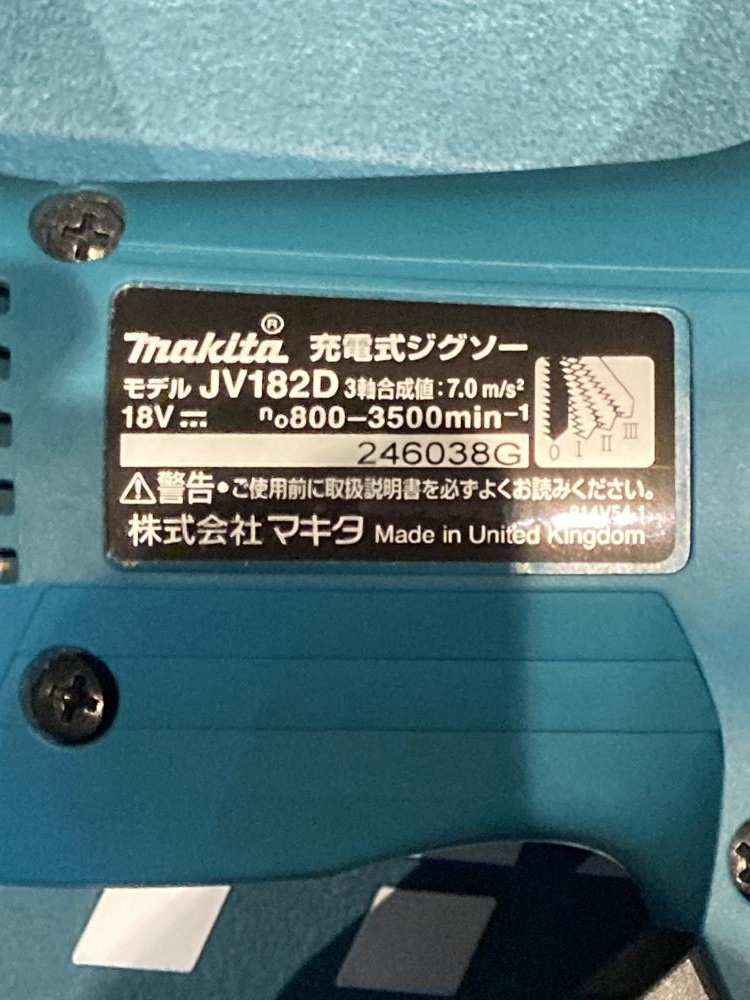 makita® 充電式ジグソー
モデル JV182D 3軸合成値:7.0 m/s²
18V⎓ n₀800–3500min⁻¹
0 I II III
246038G
⚠警告・ご使用前に取扱説明書を必ずよくお読みください。
814V54-1
株式会社マキタ Made in United Kingdom